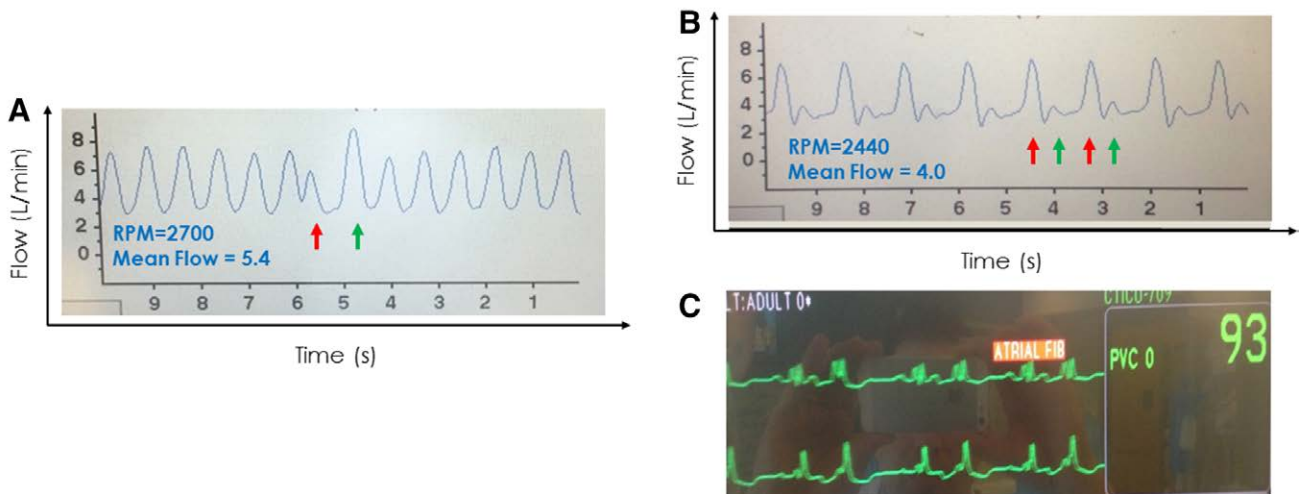 A
Flow (L/min)
8
6
4
2
0
RPM=2700
Mean Flow = 5.4
9 8 7 6 5 4 3 2 1
Time (s)
B
Flow (L/min)
8
6
4
2
0
RPM=2440
Mean Flow = 4.0
9 8 7 6 5 4 3 2 1
Time (s)
C
LT:ADULT
ATRIAL FIB
PVC 0
93